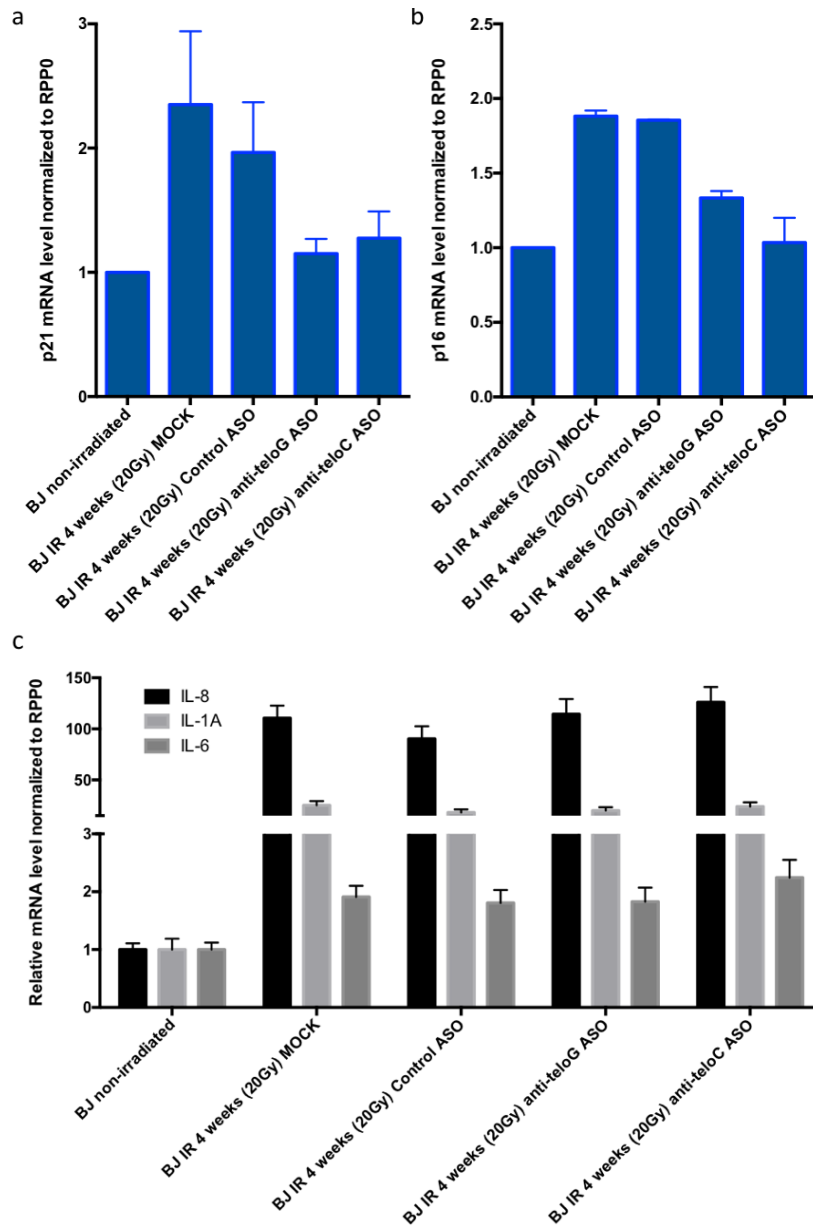 a
p21 mRNA level normalized to RPP0
3
2
1
0
BJ non-irradiated
BJ IR 4 weeks (20Gy) MOCK
BJ IR 4 weeks (20Gy) Control ASO
BJ IR 4 weeks (20Gy) anti-teloG ASO
BJ IR 4 weeks (20Gy) anti-teloC ASO
b
p16 mRNA level normalized to RPP0
2.5
2.0
1.5
1.0
0.5
0.0
BJ non-irradiated
BJ IR 4 weeks (20Gy) MOCK
BJ IR 4 weeks (20Gy) Control ASO
BJ IR 4 weeks (20Gy) anti-teloG ASO
BJ IR 4 weeks (20Gy) anti-teloC ASO
c
Relative mRNA level normalized to RPP0
150
100
50
3
2
1
0
IL-8
IL-1A
IL-6
BJ non-irradiated
BJ IR 4 weeks (20Gy) MOCK
BJ IR 4 weeks (20Gy) Control ASO
BJ IR 4 weeks (20Gy) anti-teloG ASO
BJ IR 4 weeks (20Gy) anti-teloC ASO